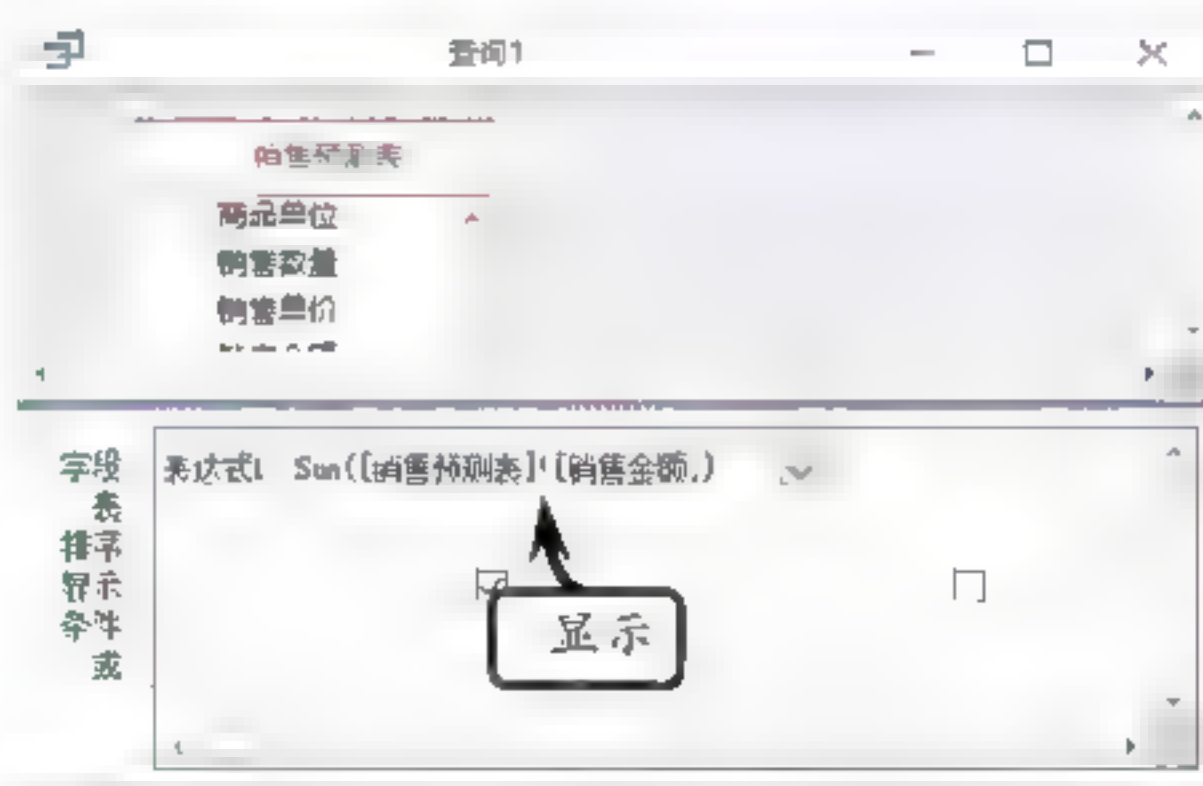 查询1
销售预测表
商品单位
销售数量
销售单价
字段 表达式1 Sum([销售预测表]![销售金额])
表
排序
显示
条件
或
显示